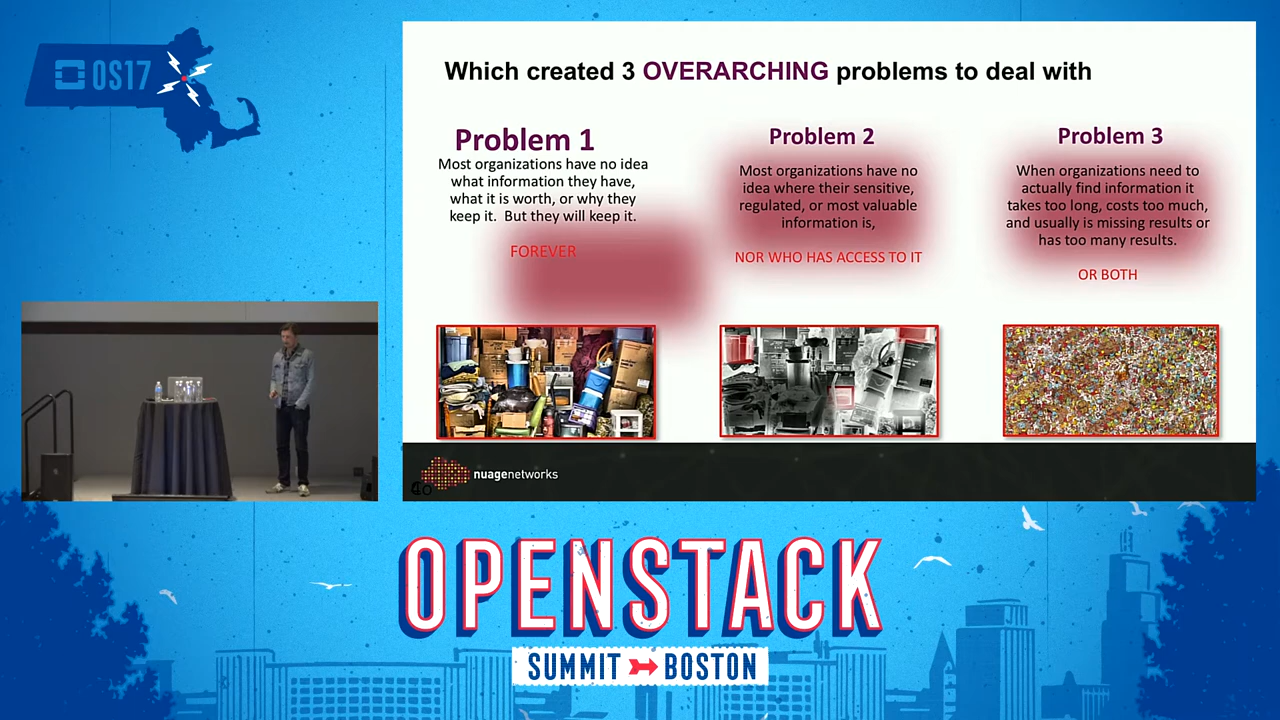 OS17
Which created 3 OVERARCHING problems to deal with
Problem 1
Most organizations have no idea
what information they have,
what it is worth, or why they
keep it. But they will keep it.
FOREVER
Problem 2
Most organizations have no
idea where their sensitive,
regulated, or most valuable
information is,
NOR WHO HAS ACCESS TO IT
Problem 3
When organizations need to
actually find information it
takes too long, costs too much,
and usually is missing results or
has too many results.
OR BOTH
nuagenetworks
OPENSTACK
SUMMIT BOSTON